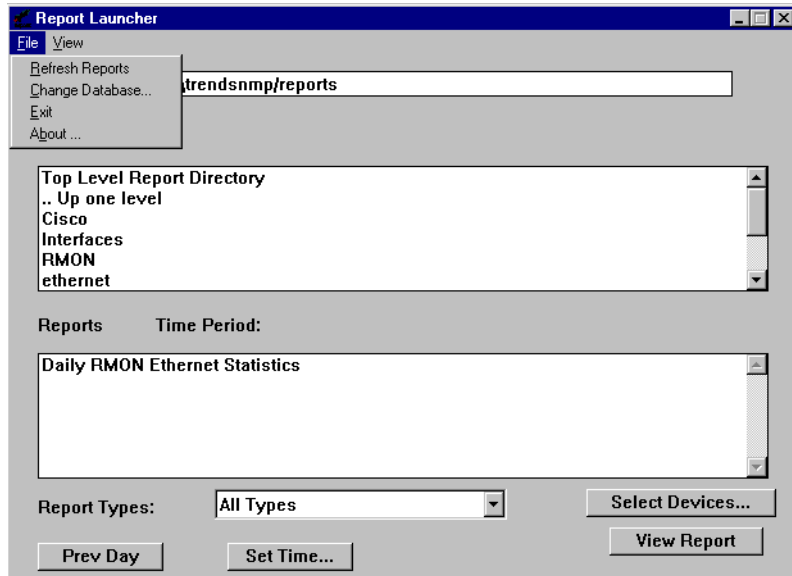 Report Launcher
File View
Refresh Reports
Change Database...
Exit
About ...
\trendsnmp/reports
Top Level Report Directory
.. Up one level
Cisco
Interfaces
RMON
ethernet
Reports Time Period:
Daily RMON Ethernet Statistics
Report Types: All Types Select Devices...
View Report
Prev Day Set Time...